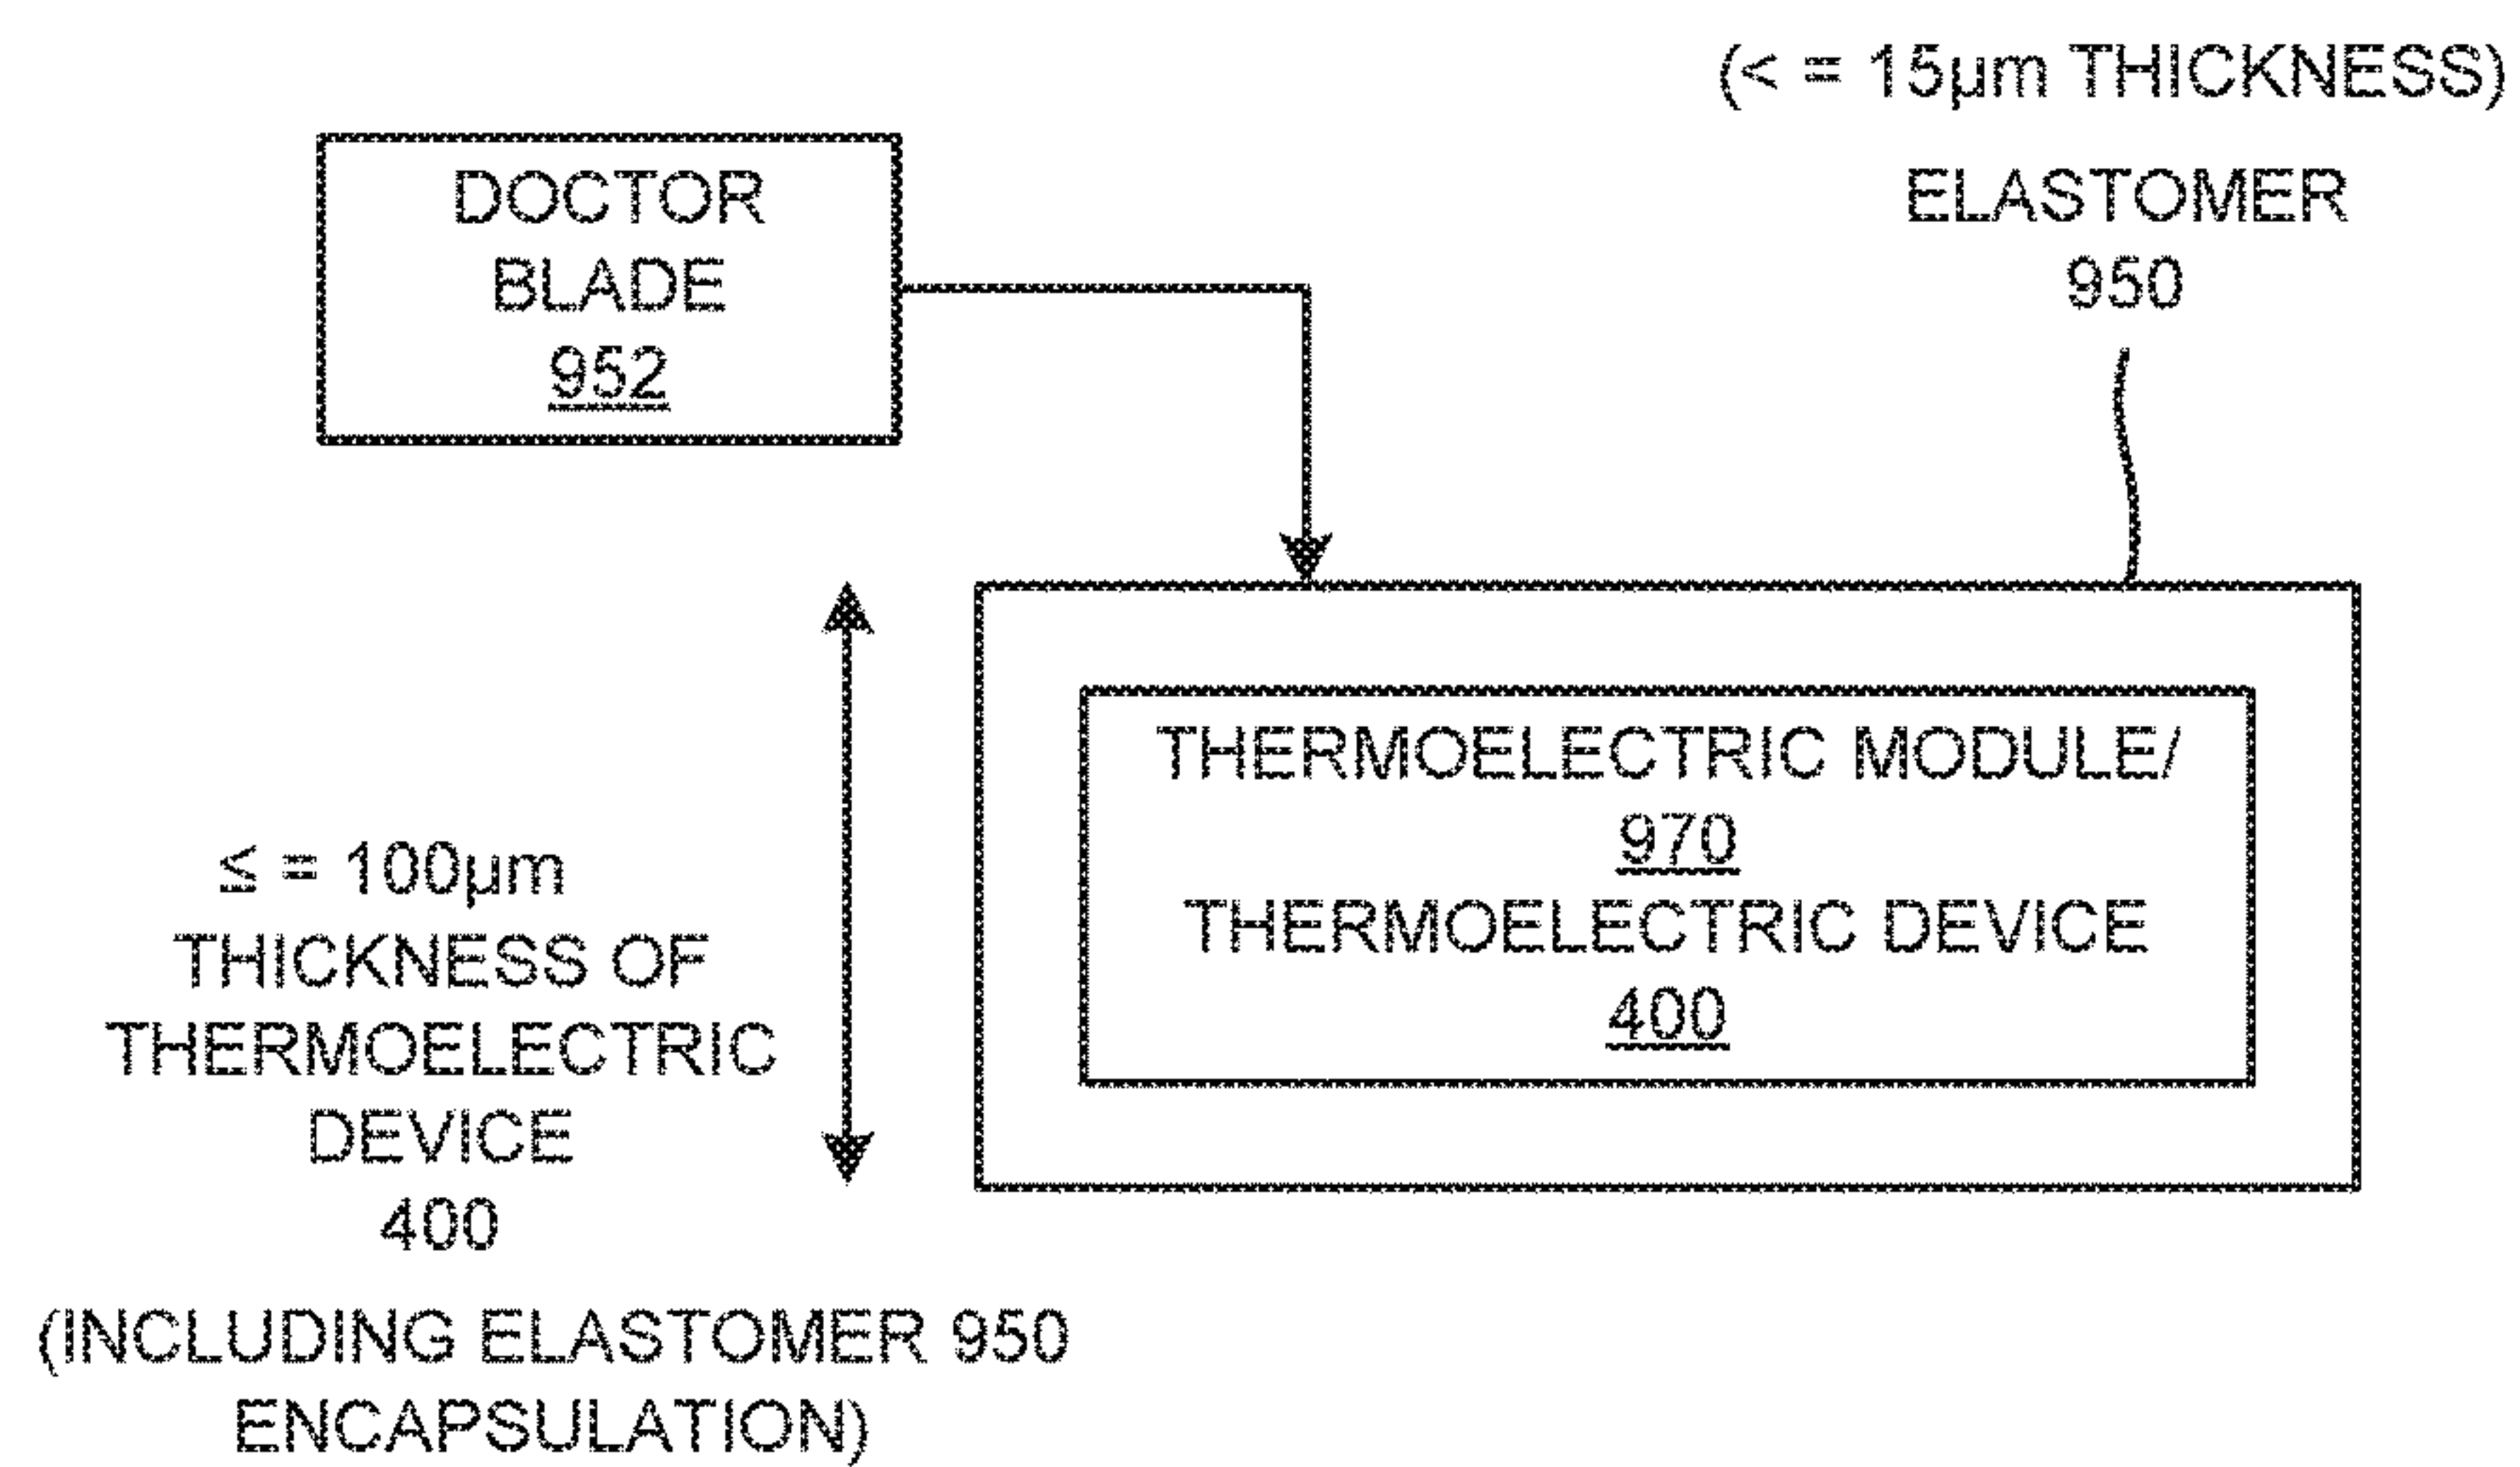 (< = 15µm THICKNESS)
ELASTOMER
950
DOCTOR
BLADE
952
THERMOELECTRIC MODULE/
970
THERMOELECTRIC DEVICE
400
≤ = 100µm
THICKNESS OF
THERMOELECTRIC
DEVICE
400
(INCLUDING ELASTOMER 950
ENCAPSULATION)